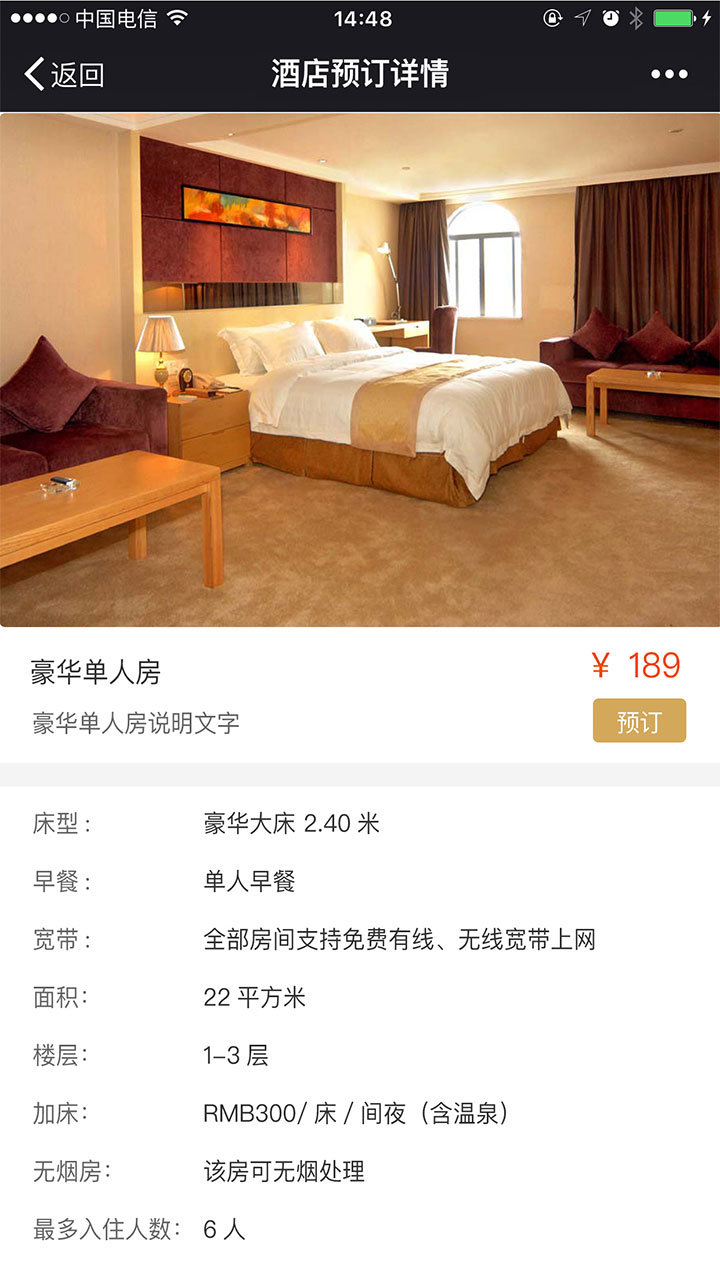 中国电信 14:48
返回 酒店预订详情
豪华单人房 ¥ 189
豪华单人房说明文字 预订
床型： 豪华大床 2.40 米
早餐： 单人早餐
宽带： 全部房间支持免费有线、无线宽带上网
面积： 22 平方米
楼层： 1–3 层
加床： RMB300/ 床 / 间夜（含温泉）
无烟房： 该房可无烟处理
最多入住人数： 6 人